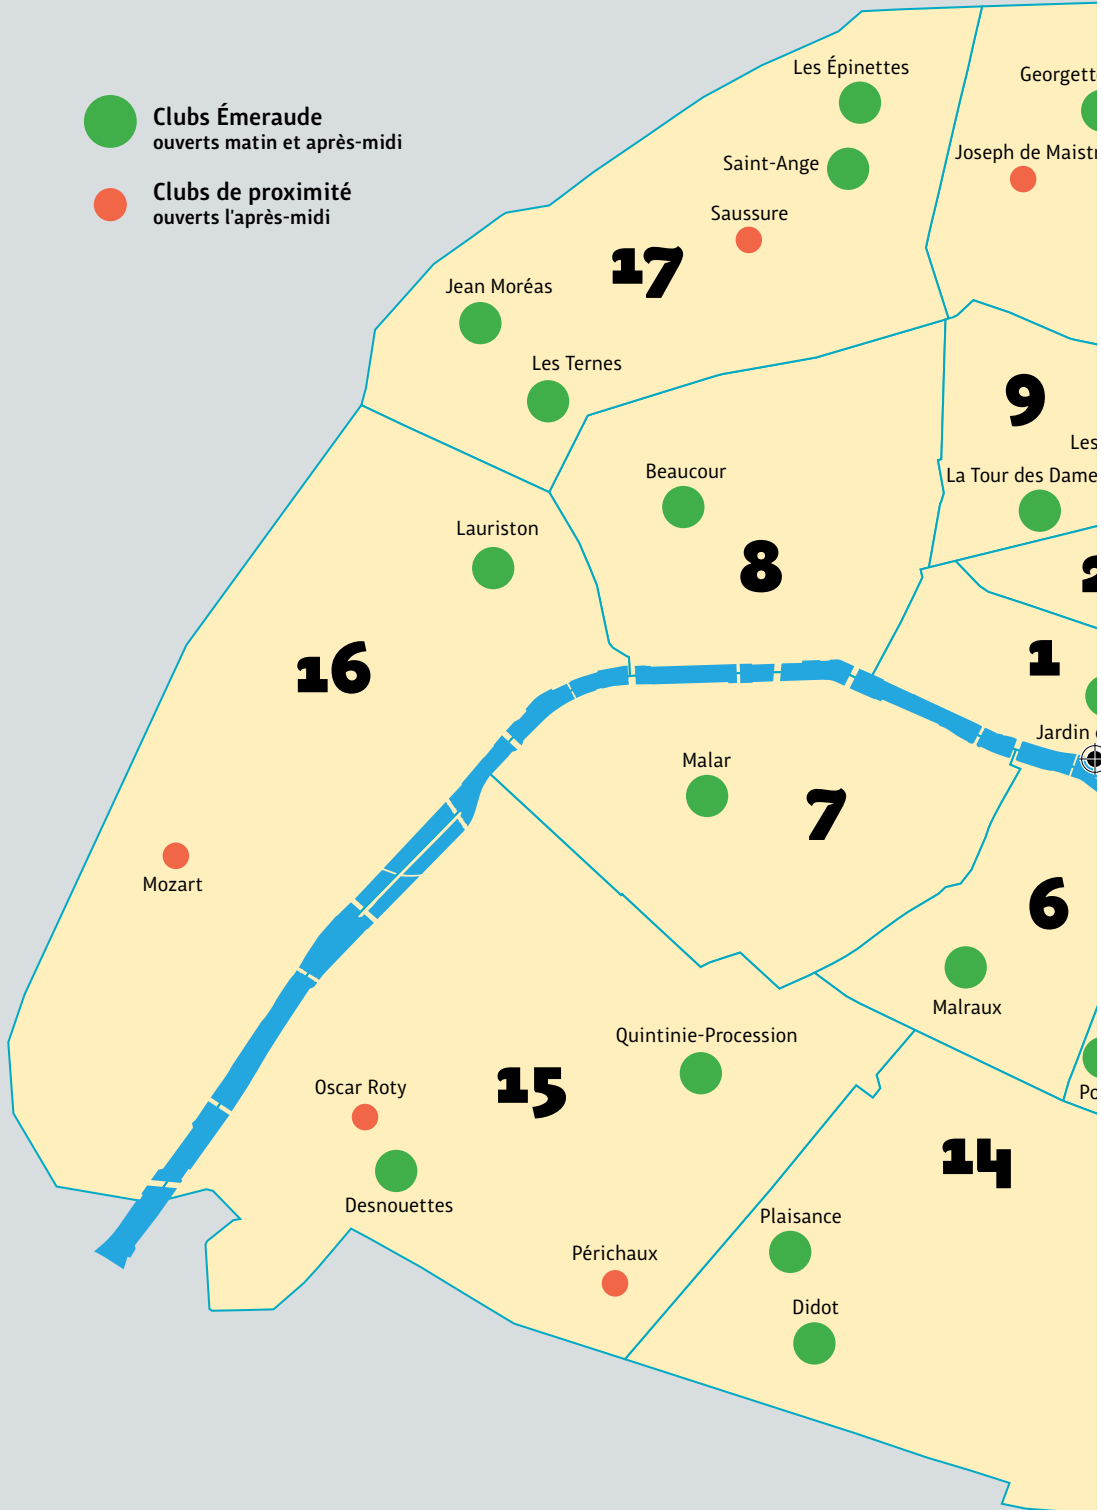 Les Épinettes
Georgett
Clubs Émeraude
ouverts matin et après-midi
Joseph de Maistr
Saint-Ange
Clubs de proximité
ouverts l'après-midi
Saussure
17
Jean Moréas
Les Ternes
9
Les
Beaucour
La Tour des Dame
Lauriston
8
2
1
16
Jardin
Malar
7
Mozart
6
Malraux
Quintinie-Procession
15
Oscar Roty
Po
14
Desnouettes
Plaisance
Périchaux
Didot